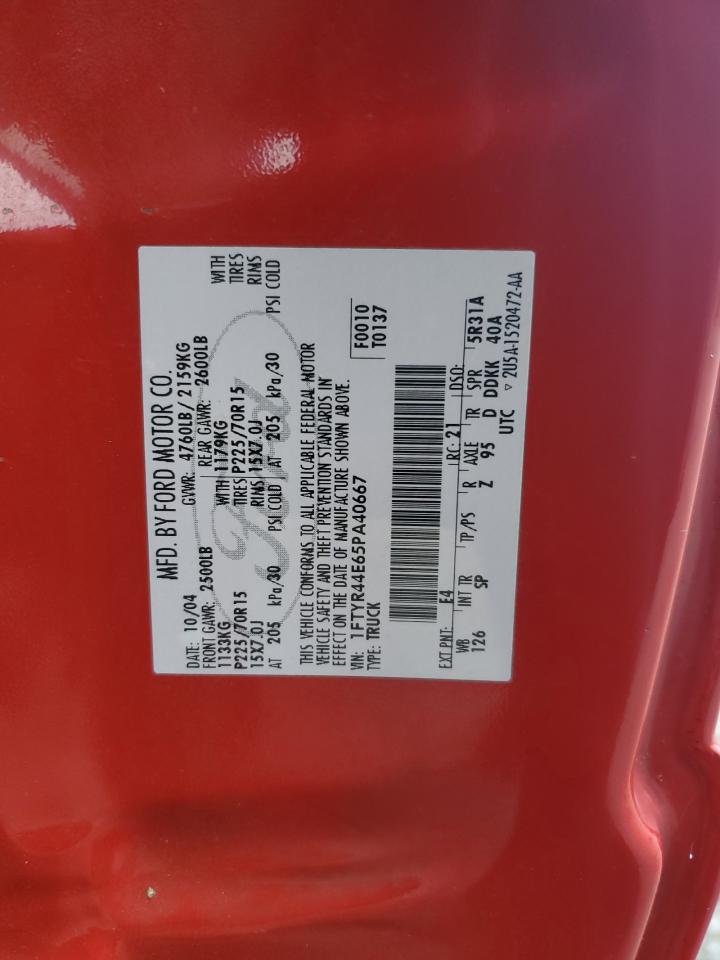 MFD. BY FORD MOTOR CO.
DATE: 10/04 GVWR: 4760LB/ 2159KG
FRONT GAWR: 2500LB REAR GAWR: 2600LB
1133KG WITH 1179KG WITH
P225/70R15 TIRES P225/70R15 TIRES
15X7.0J RIMS 15X7.0J RIMS
AT 205 kPa/30 PSI COLD AT 205 kPa/30 PSI COLD
THIS VEHICLE CONFORMS TO ALL APPLICABLE FEDERAL MOTOR
VEHICLE SAFETY AND THEFT PREVENTION STANDARDS IN
EFFECT ON THE DATE OF MANUFACTURE SHOWN ABOVE.
VIN: 1FTYR44E65PA40667 F0010
TYPE: TRUCK T0137
EXT PNT: E4 RC: 21 DSO:
WB INT TR TP/PS R AXLE TR SPR 5R31A
126 SP Z 95 D DDKK 40A
UTC ▽ 2U5A-1520472-AA
Ford